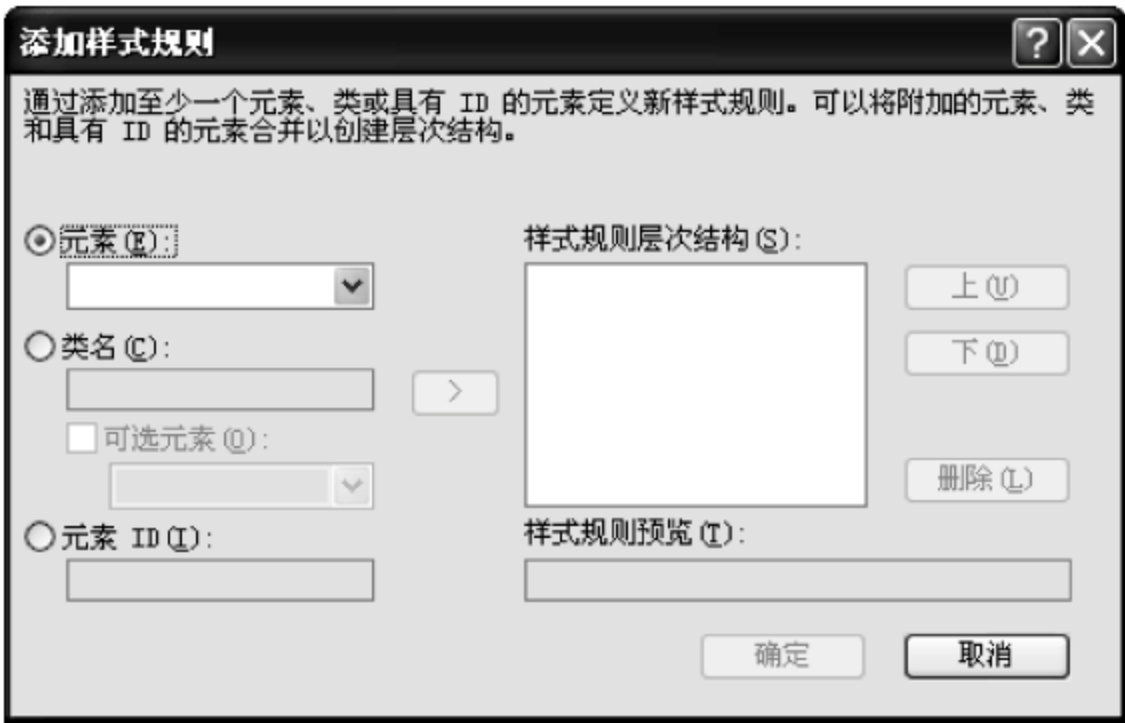 添加样式规则
通过添加至少一个元素、类或具有 ID 的元素定义新样式规则。可以将附加的元素、类
和具有 ID 的元素合并以创建层次结构。
元素(E):
样式规则层次结构(S):
上(U)
类名(C):
下(D)
>
可选元素(O):
删除(L)
元素 ID(I):
样式规则预览(T):
确定
取消